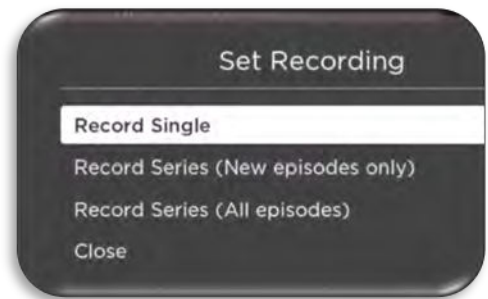 Set Recording
Record Single
Record Series (New episodes only)
Record Series (All episodes)
Close